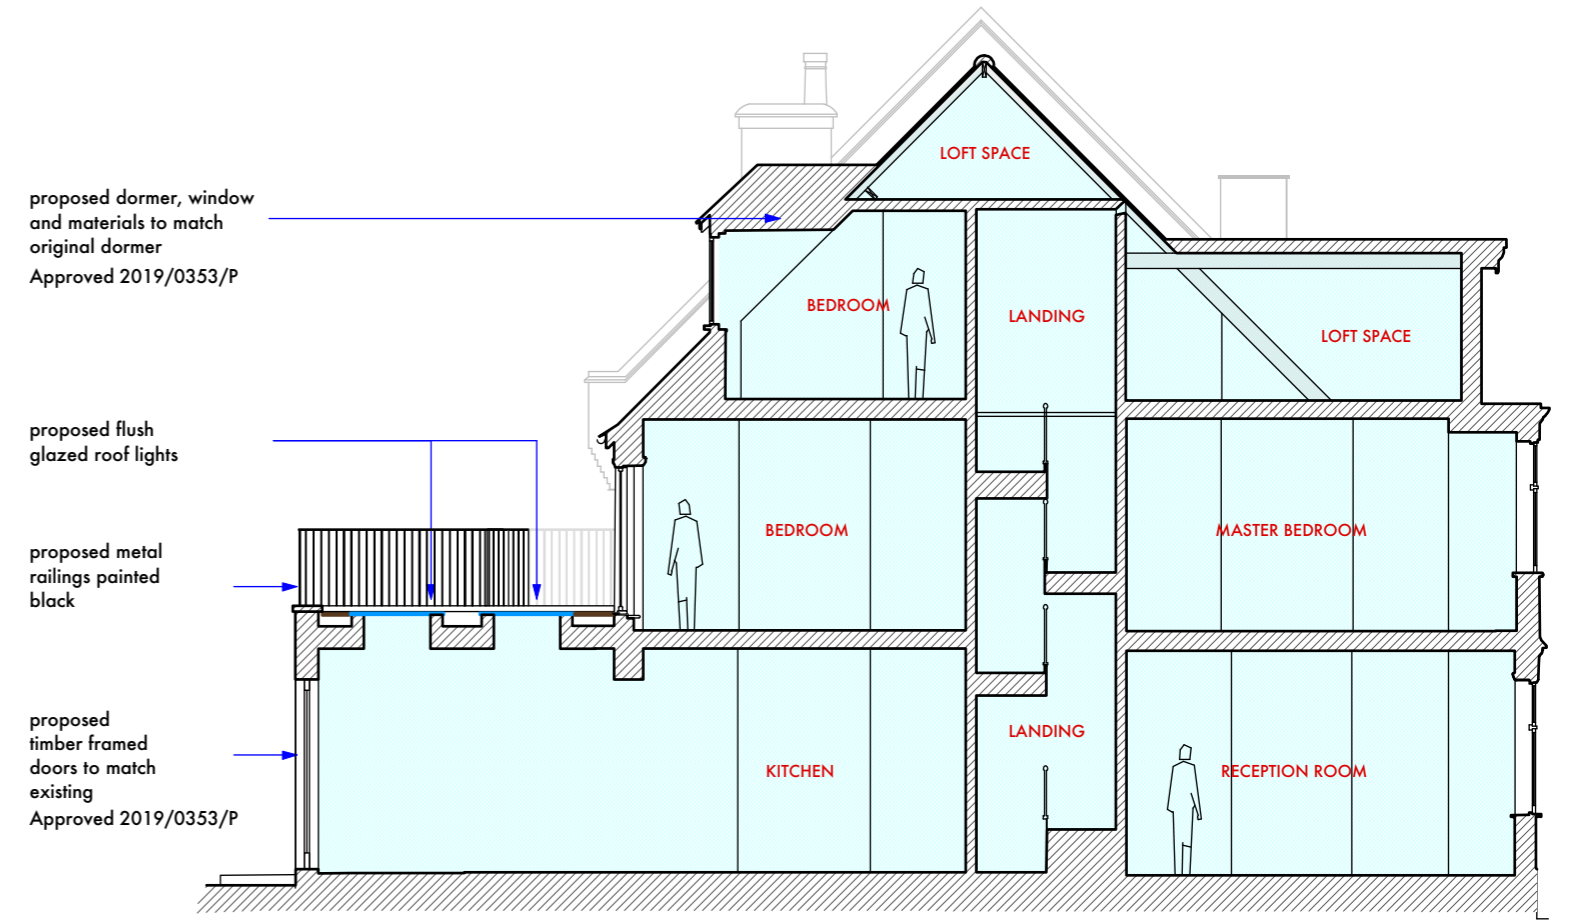 proposed dormer, window
and materials to match
original dormer
Approved 2019/0353/P
proposed flush
glazed roof lights
proposed metal
railings painted
black
proposed
timber framed
doors to match
existing
Approved 2019/0353/P
LOFT SPACE
BEDROOM
LANDING
LOFT SPACE
BEDROOM
MASTER BEDROOM
KITCHEN
LANDING
RECEPTION ROOM